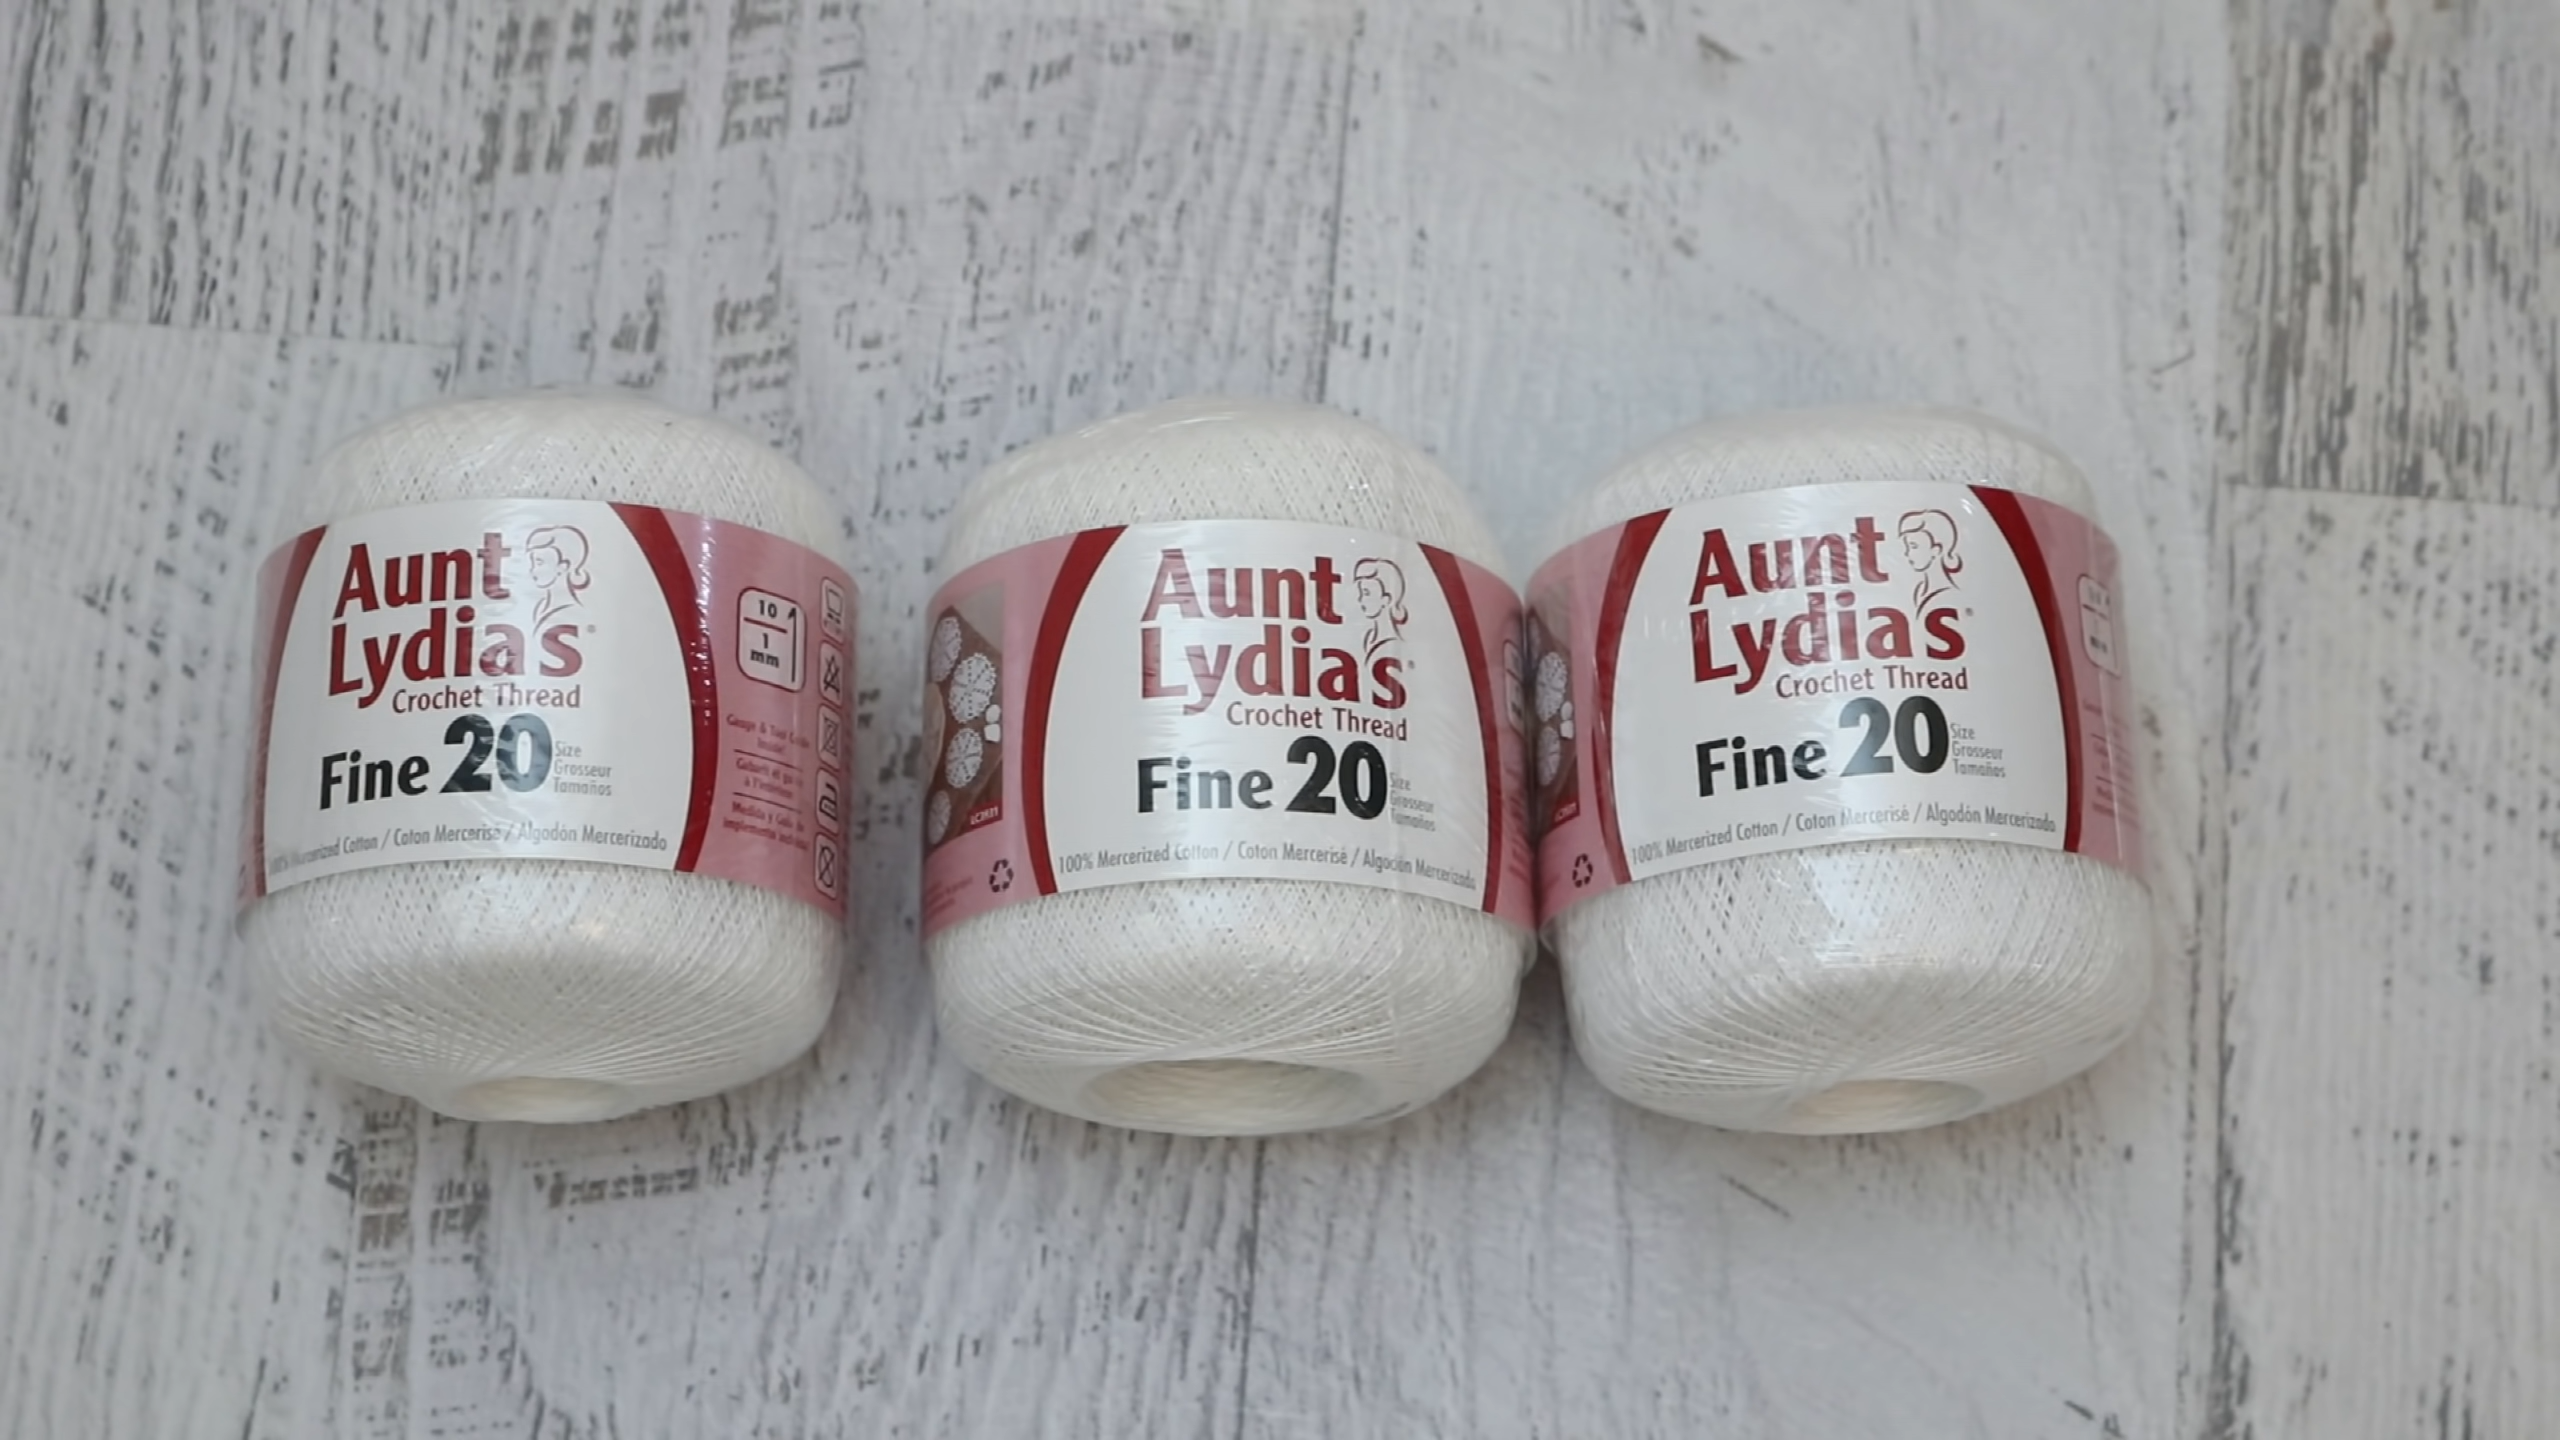 Aunt
Lydia's
Crochet Thread
Fine 20
Size
Grosseur
Tamaños
Mercerized Cotton / Coton Mercerisé / Algodón Mercerizado
10
1
mm
Aunt
Lydia's
Crochet Thread
Fine 20
Size
Grosseur
Tamaños
100% Mercerized Cotton / Coton Mercerisé / Algodón Mercerizado
Aunt
Lydia's
Crochet Thread
Fine 20
Size
Grosseur
Tamaños
100% Mercerized Cotton / Coton Mercerisé / Algodón Mercerizado